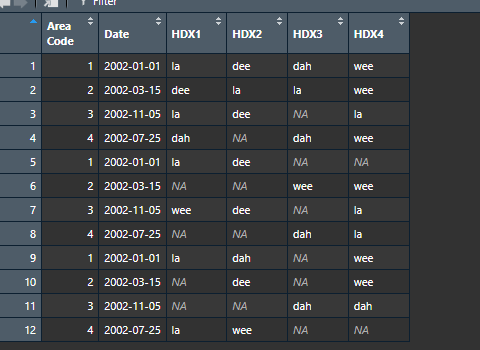 Filter
Area Code Date HDX1 HDX2 HDX3 HDX4
1 1 2002-01-01 la dee dah wee
2 2 2002-03-15 dee la la wee
3 3 2002-11-05 la dee NA la
4 4 2002-07-25 dah NA dah wee
5 1 2002-01-01 la dee NA NA
6 2 2002-03-15 NA NA wee wee
7 3 2002-11-05 wee dee NA la
8 4 2002-07-25 NA NA dah la
9 1 2002-01-01 la dah NA wee
10 2 2002-03-15 NA dee NA wee
11 3 2002-11-05 NA NA dah dah
12 4 2002-07-25 la wee NA NA